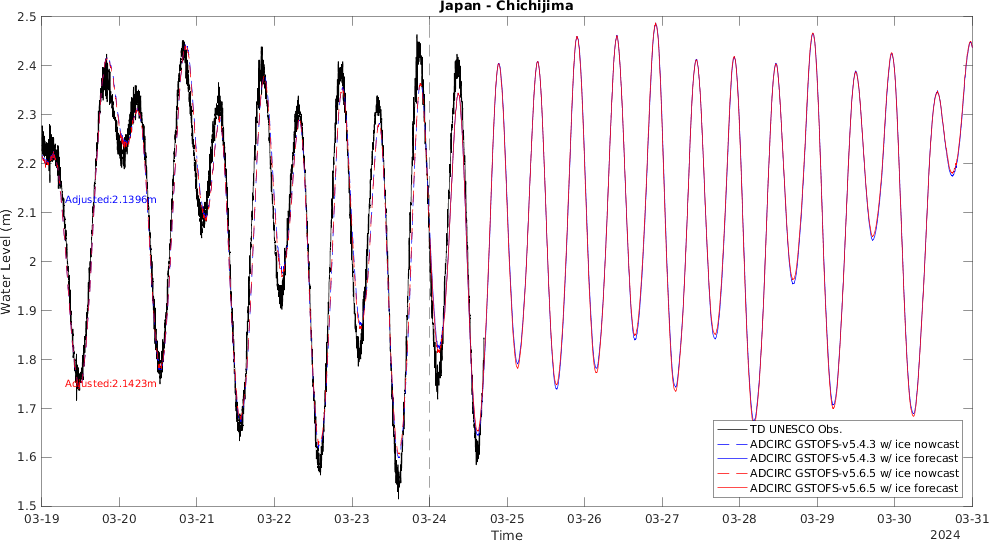 Japan - Chichijima
2.5
2.4
2.3
2.2
2.1
2
1.9
1.8
1.7
1.6
1.5
Water Level (m)
Adjusted:2.1396m
Adjusted:2.1423m
TD UNESCO Obs.
ADCIRC GSTOFS-v5.4.3 w/ ice nowcast
ADCIRC GSTOFS-v5.4.3 w/ ice forecast
ADCIRC GSTOFS-v5.6.5 w/ ice nowcast
ADCIRC GSTOFS-v5.6.5 w/ ice forecast
03-19 03-20 03-21 03-22 03-23 03-24 03-25 03-26 03-27 03-28 03-29 03-30 03-31
Time
2024